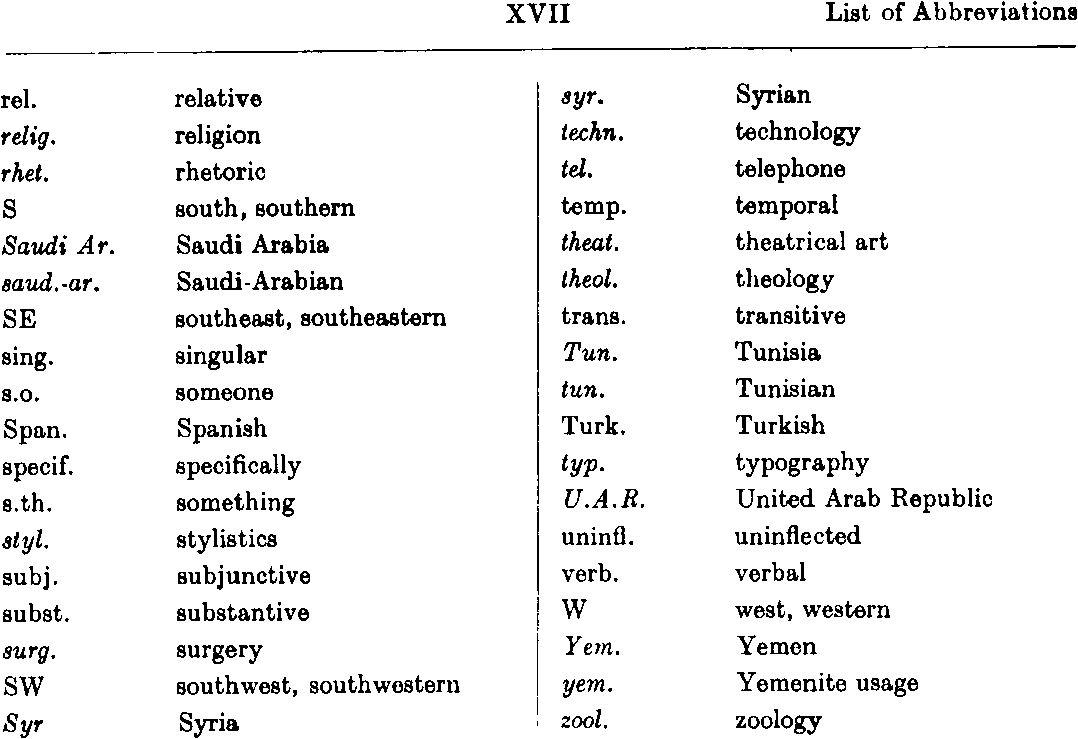 XVII List of Abbreviations
rel. relative
relig. religion
rhet. rhetoric
S south, southern
Saudi Ar. Saudi Arabia
saud.-ar. Saudi-Arabian
SE southeast, southeastern
sing. singular
s.o. someone
Span. Spanish
specif. specifically
s.th. something
styl. stylistics
subj. subjunctive
subst. substantive
surg. surgery
SW southwest, southwestern
Syr Syria
syr. Syrian
techn. technology
tel. telephone
temp. temporal
theat. theatrical art
theol. theology
trans. transitive
Tun. Tunisia
tun. Tunisian
Turk. Turkish
typ. typography
U.A.R. United Arab Republic
uninfl. uninflected
verb. verbal
W west, western
Yem. Yemen
yem. Yemenite usage
zool. zoology